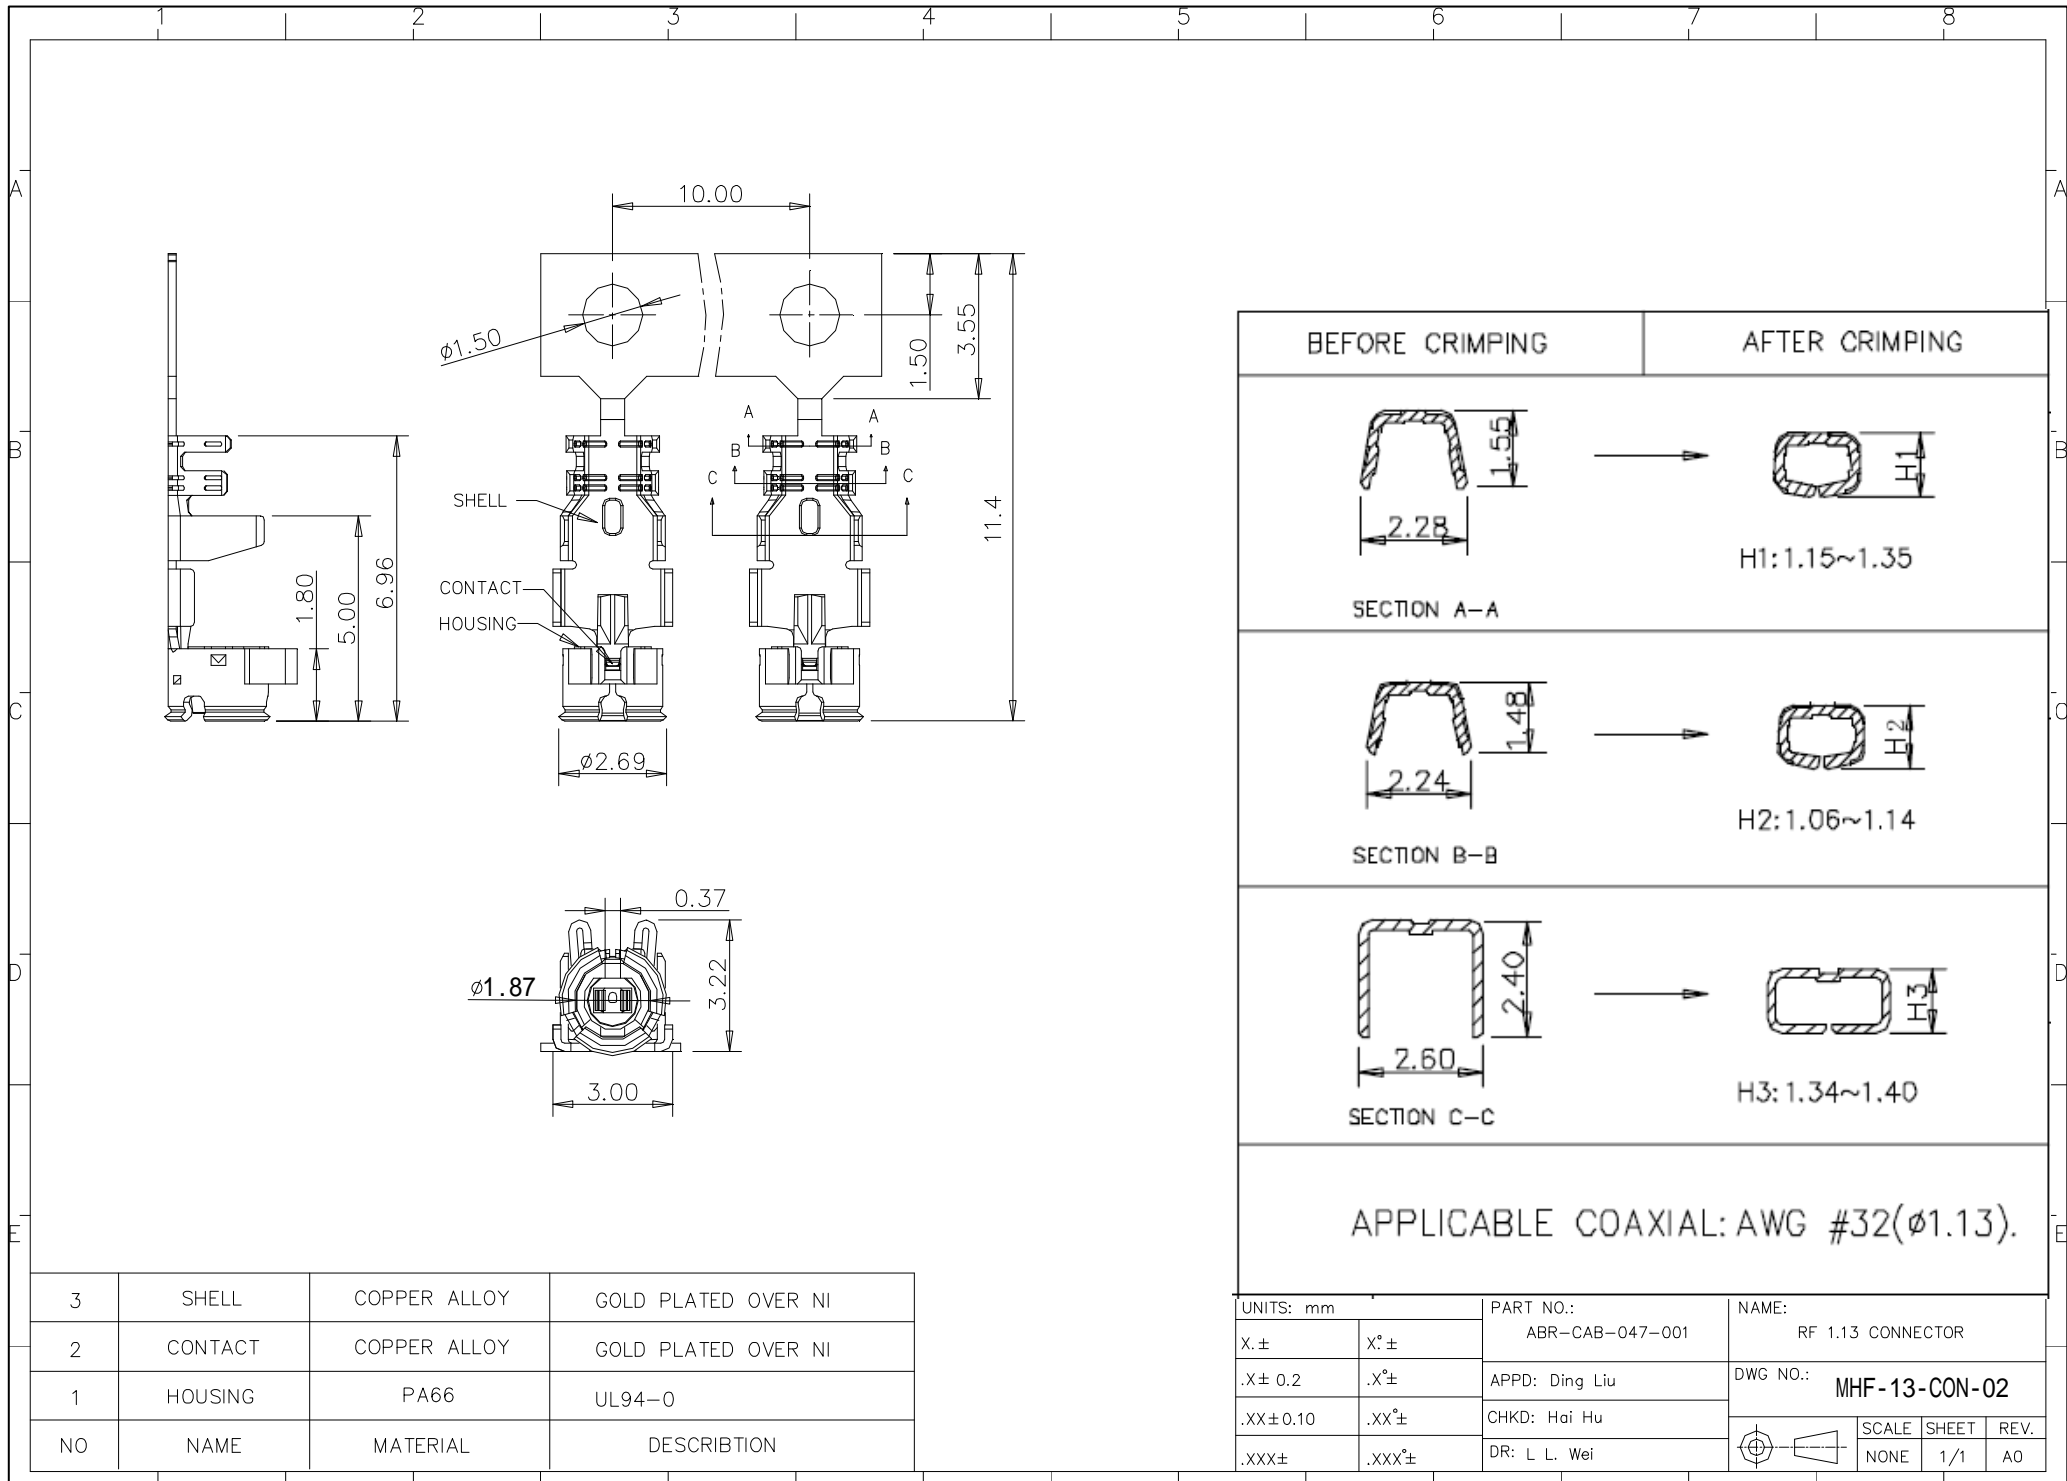 1 2 3 4 5 6 7 8
A A
B B
C C
D D
E E
10.00
ø1.50
1.50
3.55
11.4
A A
B B
C C
SHELL
CONTACT
HOUSING
1.80
5.00
6.96
ø2.69
0.37
ø1.87
3.22
3.00
BEFORE CRIMPING AFTER CRIMPING
1.55
2.28
H1
H1:1.15~1.35
SECTION A-A
1.48
2.24
H2
H2:1.06~1.14
SECTION B-B
2.40
2.60
H3
H3:1.34~1.40
SECTION C-C
APPLICABLE COAXIAL: AWG #32(ø1.13).
3 SHELL COPPER ALLOY GOLD PLATED OVER NI
2 CONTACT COPPER ALLOY GOLD PLATED OVER NI
1 HOUSING PA66 UL94-0
NO NAME MATERIAL DESCRIBTION
UNITS: mm
X.± X.°±
.X± 0.2 .X°±
.XX±0.10 .XX°±
.XXX± .XXX°±
PART NO.:
ABR-CAB-047-001
APPD: Ding Liu
CHKD: Hai Hu
DR: L L. Wei
NAME:
RF 1.13 CONNECTOR
DWG NO.: MHF-13-CON-02
SCALE SHEET REV.
NONE 1/1 A0